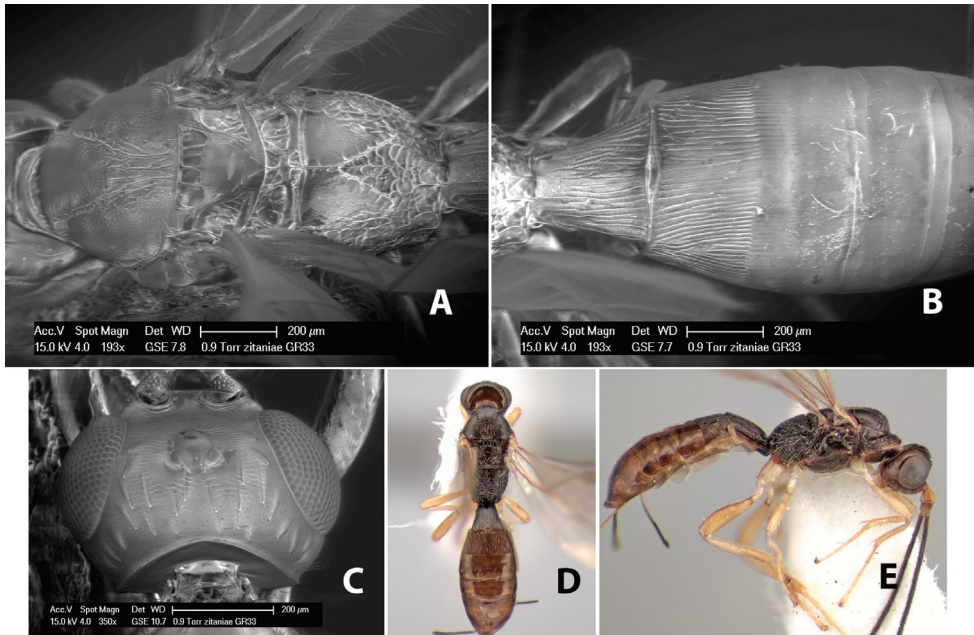 A
Acc.V Spot Magn Det WD 200 µm
15.0 kV 4.0 193x GSE 7.8 0.9 Torr zitaniae GR33
B
Acc.V Spot Magn Det WD 200 µm
15.0 kV 4.0 193x GSE 7.7 0.9 Torr zitaniae GR33
C
Acc.V Spot Magn Det WD 200 µm
15.0 kV 4.0 350x GSE 10.7 0.9 Torr zitaniae GR33
D
E